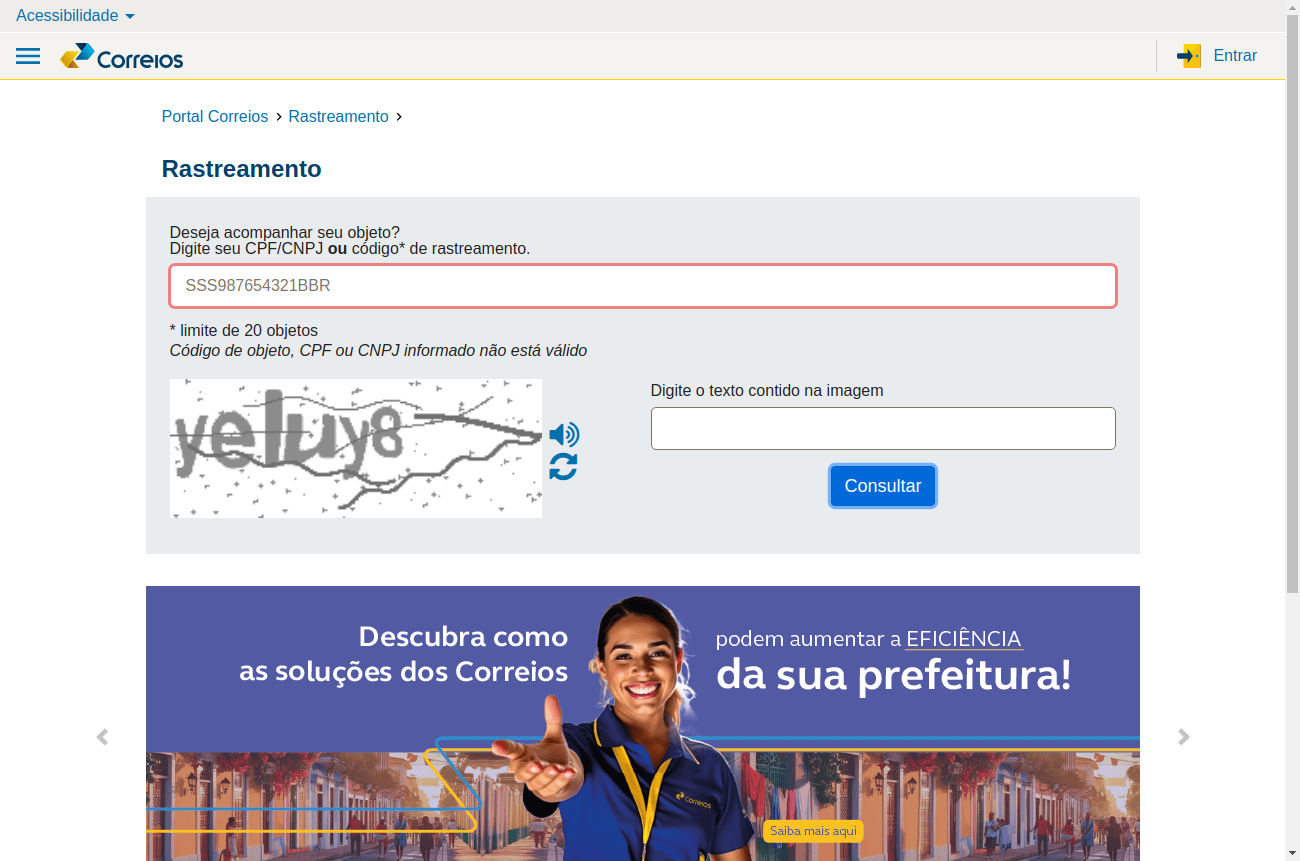 Acessibilidade
Correios
Entrar
Portal Correios
Rastreamento
Rastreamento
Deseja acompanhar seu objeto?
Digite seu CPF/CNPJ ou código* de rastreamento.
SSS987654321BBR
* limite de 20 objetos
Código de objeto, CPF ou CNPJ informado não está válido
yeluy8
Digite o texto contido na imagem
Consultar
Descubra como
as soluções dos Correios
podem aumentar a EFICIÊNCIA
da sua prefeitura!
Correios
Saiba mais aqui